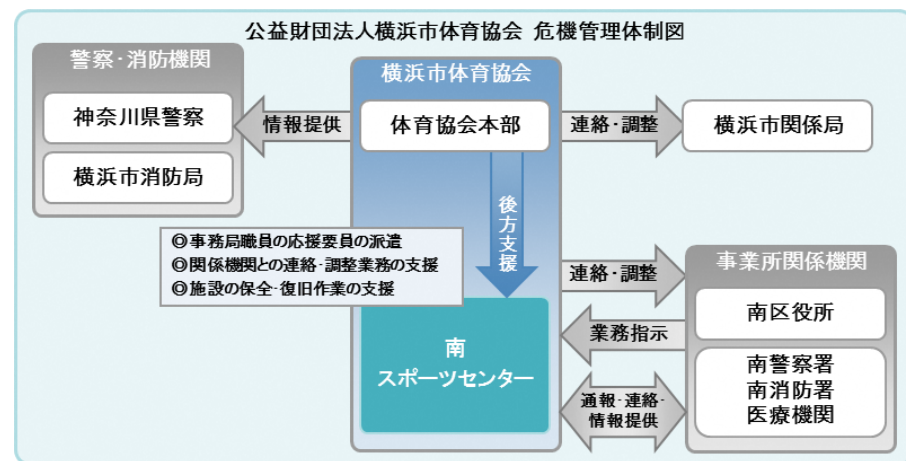 公益財団法人横浜市体育協会 危機管理体制図
警察・消防機関
神奈川県警察
横浜市消防局
情報提供
横浜市体育協会
体育協会本部
連絡・調整
横浜市関係局
後方支援
◎事務局職員の応援要員の派遣
◎関係機関との連絡・調整業務の支援
◎施設の保全・復旧作業の支援
南
スポーツセンター
連絡・調整
業務指示
通報・連絡・
情報提供
事業所関係機関
南区役所
南警察署
南消防署
医療機関